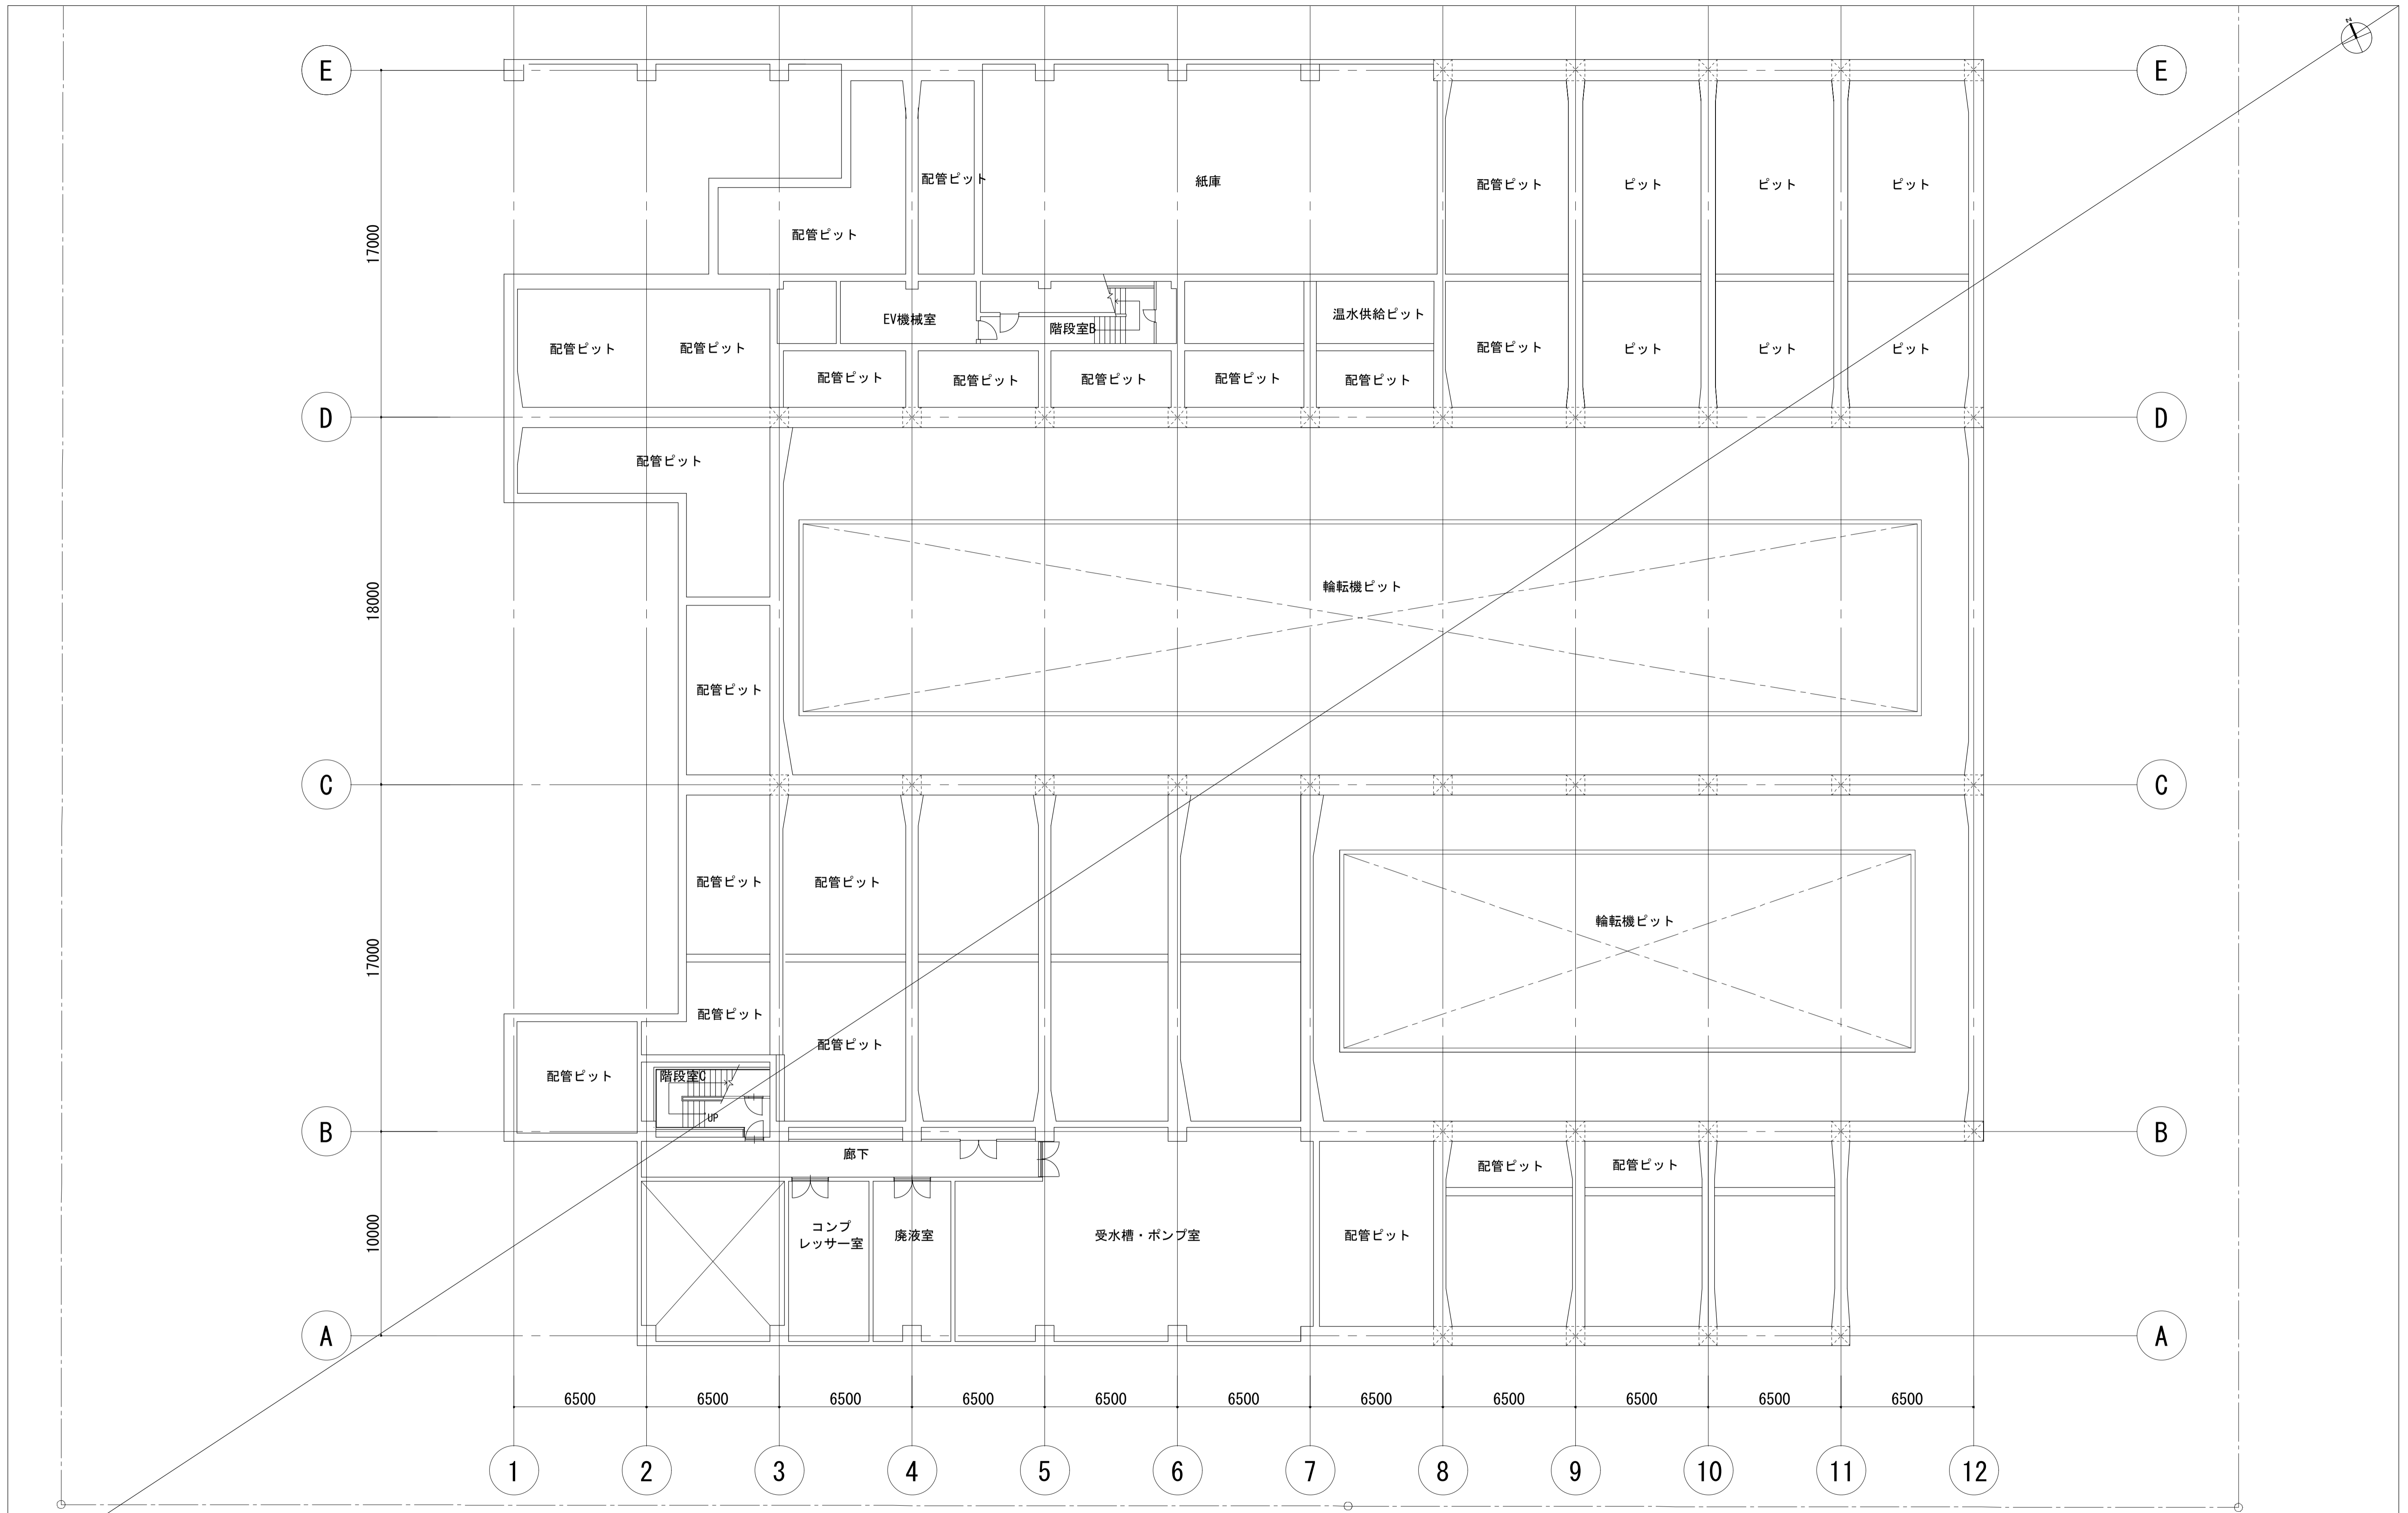 N
E
E
配管ピット
紙庫
配管ピット
ピット
ピット
ピット
配管ピット
17000
EV機械室
階段室B
温水供給ピット
配管ピット
配管ピット
配管ピット
ピット
ピット
ピット
配管ピット
配管ピット
配管ピット
配管ピット
配管ピット
D
D
配管ピット
輪転機ピット
18000
配管ピット
C
C
配管ピット
配管ピット
輪転機ピット
17000
配管ピット
配管ピット
配管ピット
階段室C
UP
B
B
廊下
配管ピット
配管ピット
コンプ
レッサー室
廃液室
受水槽・ポンプ室
配管ピット
10000
A
A
6500 6500 6500 6500 6500 6500 6500 6500 6500 6500 6500
1 2 3 4 5 6 7 8 9 10 11 12